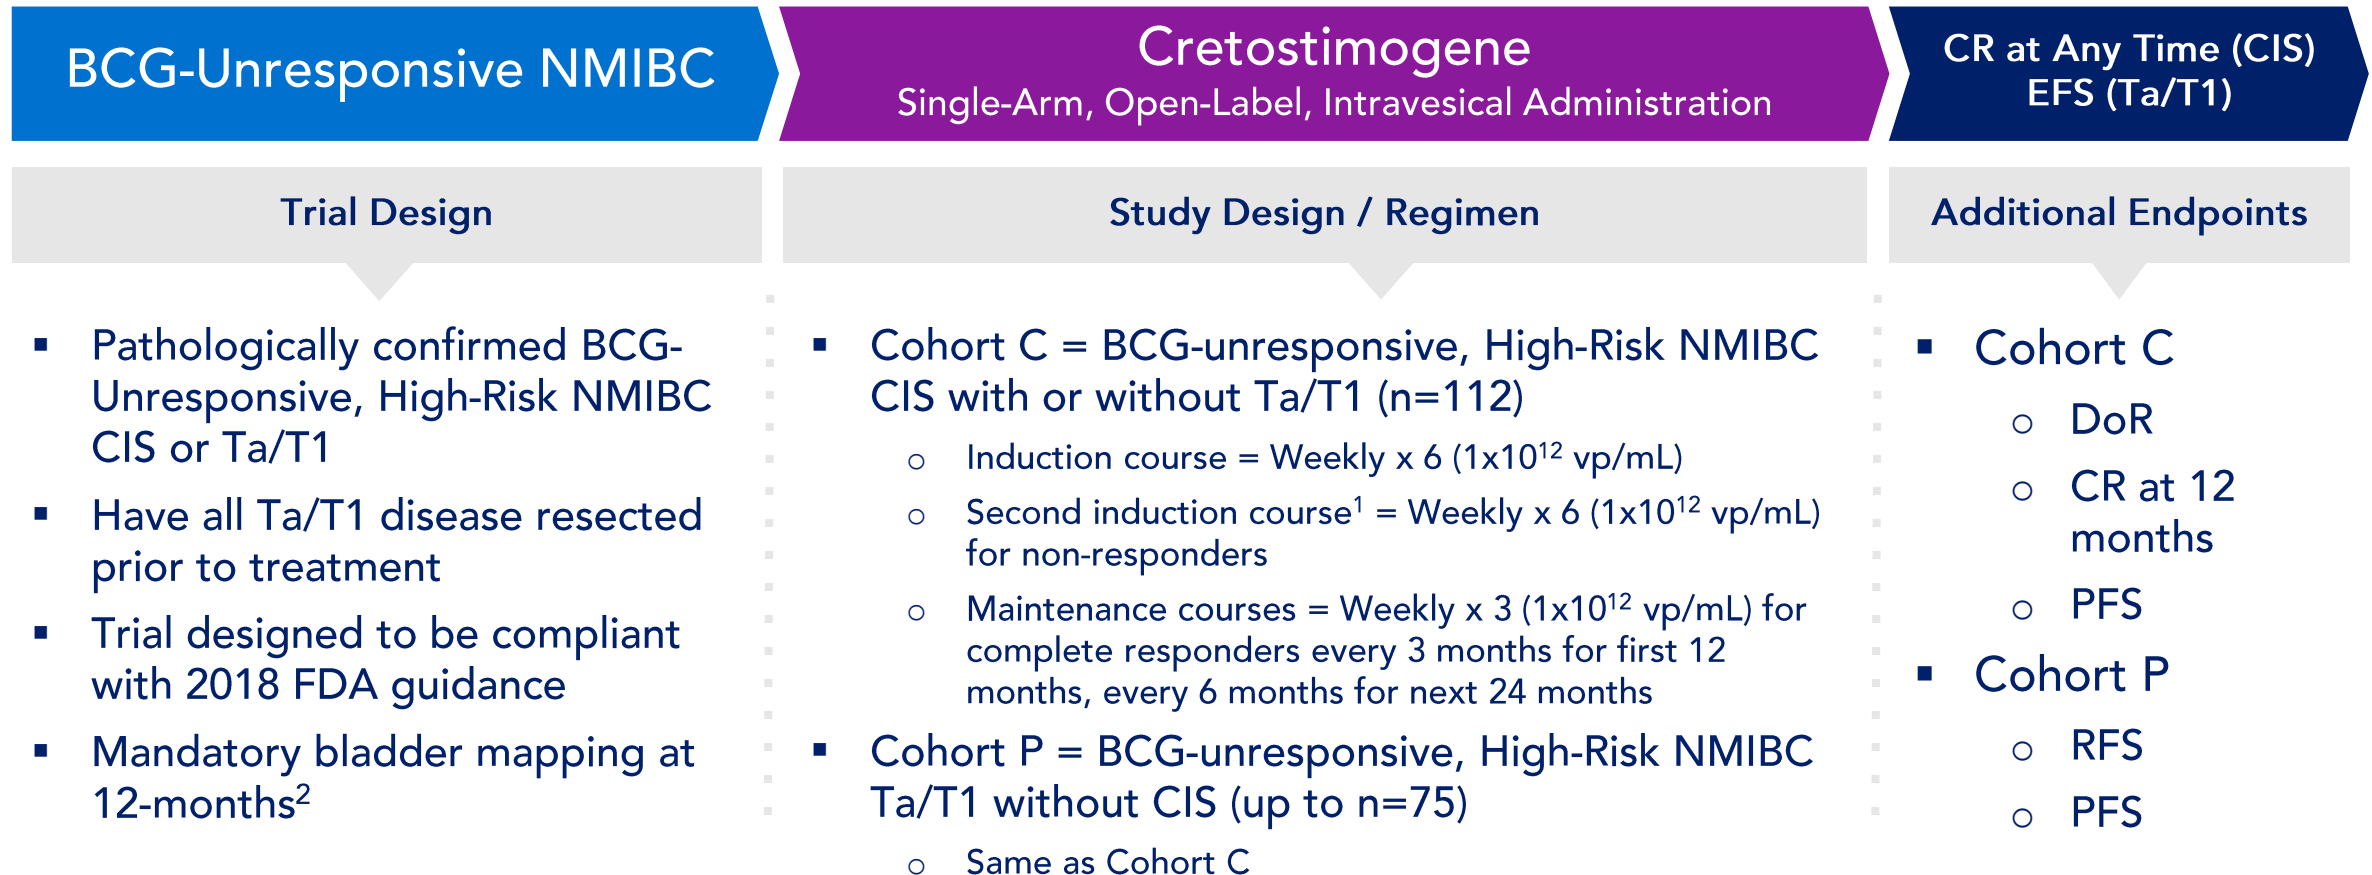 BCG-Unresponsive NMIBC
Cretostimogene
Single-Arm, Open-Label, Intravesical Administration
CR at Any Time (CIS)
EFS (Ta/T1)
Trial Design
▪ Pathologically confirmed BCG-
Unresponsive, High-Risk NMIBC
CIS or Ta/T1
▪ Have all Ta/T1 disease resected
prior to treatment
▪ Trial designed to be compliant
with 2018 FDA guidance
▪ Mandatory bladder mapping at
12-months²
Study Design / Regimen
▪ Cohort C = BCG-unresponsive, High-Risk NMIBC
CIS with or without Ta/T1 (n=112)
o Induction course = Weekly x 6 (1x10¹² vp/mL)
o Second induction course¹ = Weekly x 6 (1x10¹² vp/mL)
for non-responders
o Maintenance courses = Weekly x 3 (1x10¹² vp/mL) for
complete responders every 3 months for first 12
months, every 6 months for next 24 months
▪ Cohort P = BCG-unresponsive, High-Risk NMIBC
Ta/T1 without CIS (up to n=75)
o Same as Cohort C
Additional Endpoints
▪ Cohort C
o DoR
o CR at 12
months
o PFS
▪ Cohort P
o RFS
o PFS